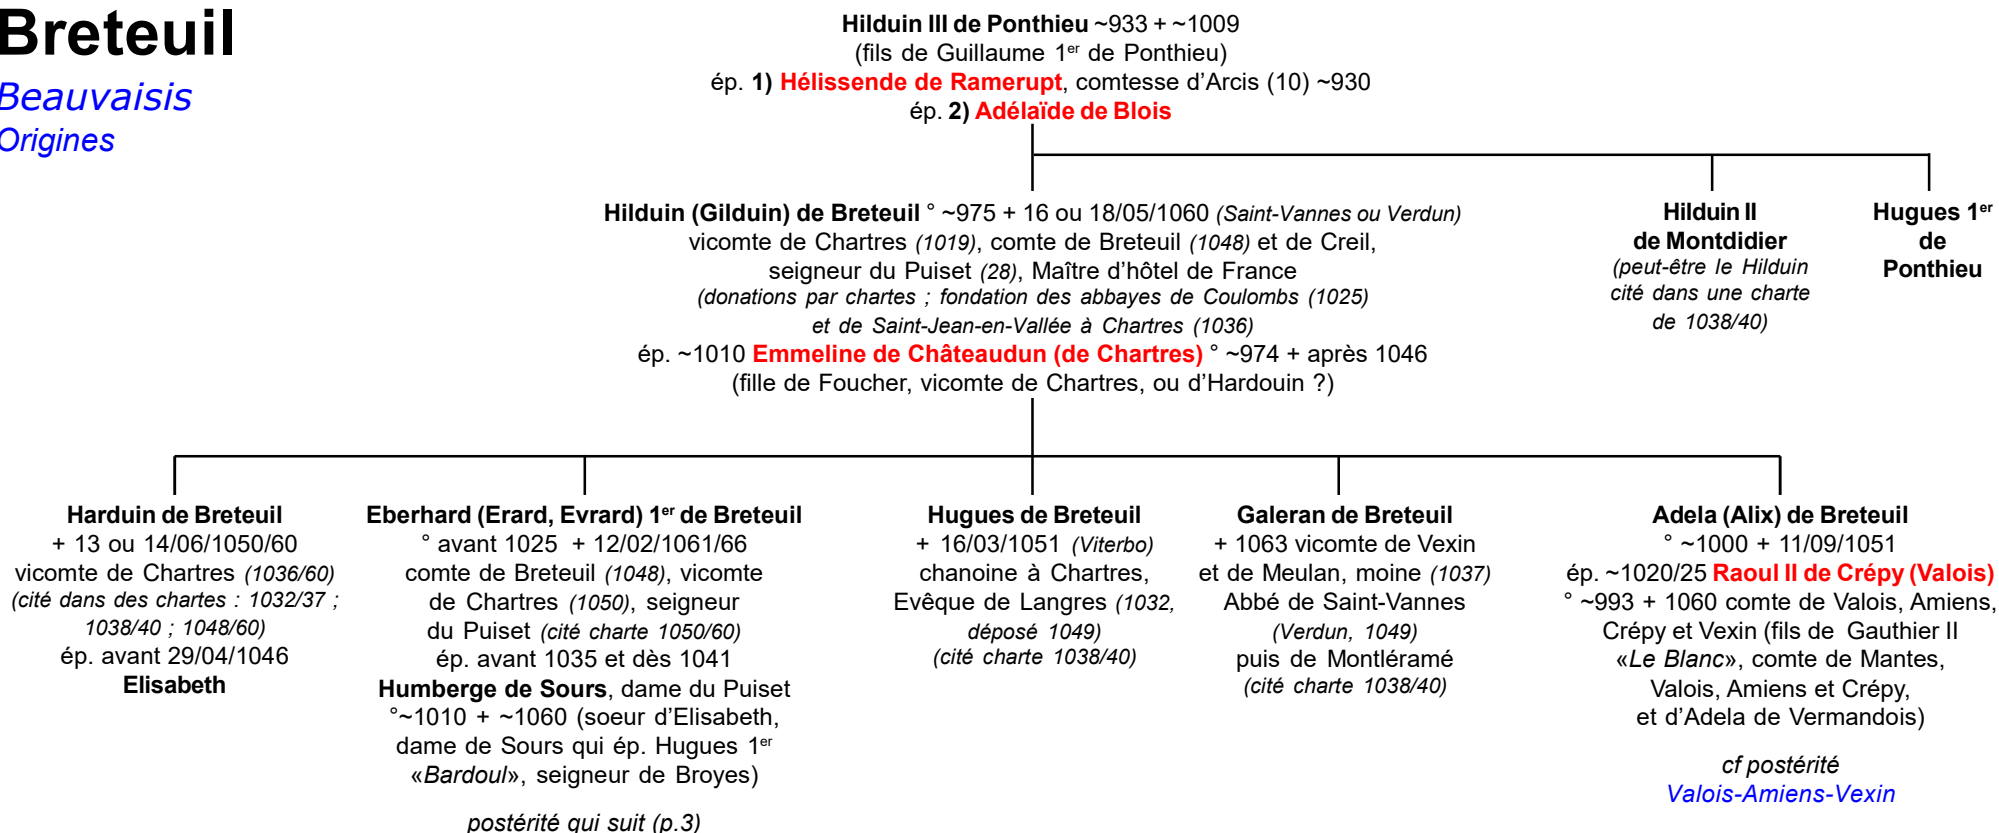 Breteuil
Beauvaisis
Origines
Hilduin III de Ponthieu ~933 + ~1009
(fils de Guillaume 1er de Ponthieu)
ép. 1) Hélissende de Ramerupt, comtesse d'Arcis (10) ~930
ép. 2) Adélaïde de Blois
Hilduin (Gilduin) de Breteuil ° ~975 + 16 ou 18/05/1060 (Saint-Vannes ou Verdun)
vicomte de Chartres (1019), comte de Breteuil (1048) et de Creil,
seigneur du Puiset (28), Maître d'hôtel de France
(donations par chartes ; fondation des abbayes de Coulombs (1025)
et de Saint-Jean-en-Vallée à Chartres (1036)
ép. ~1010 Emmeline de Châteaudun (de Chartres) ° ~974 + après 1046
(fille de Foucher, vicomte de Chartres, ou d'Hardouin ?)
Hilduin II
de Montdidier
(peut-être le Hilduin
cité dans une charte
de 1038/40)
Hugues 1er
de
Ponthieu
Harduin de Breteuil
+ 13 ou 14/06/1050/60
vicomte de Chartres (1036/60)
(cité dans des chartes : 1032/37 ;
1038/40 ; 1048/60)
ép. avant 29/04/1046
Elisabeth
Eberhard (Erard, Evrard) 1er de Breteuil
° avant 1025 + 12/02/1061/66
comte de Breteuil (1048), vicomte
de Chartres (1050), seigneur
du Puiset (cité charte 1050/60)
ép. avant 1035 et dès 1041
Humberge de Sours, dame du Puiset
°~1010 + ~1060 (soeur d'Elisabeth,
dame de Sours qui ép. Hugues 1er
«Bardoul», seigneur de Broyes)
postérité qui suit (p.3)
Hugues de Breteuil
+ 16/03/1051 (Viterbo)
chanoine à Chartres,
Evêque de Langres (1032,
déposé 1049)
(cité charte 1038/40)
Galeran de Breteuil
+ 1063 vicomte de Vexin
et de Meulan, moine (1037)
Abbé de Saint-Vannes
(Verdun, 1049)
puis de Montléramé
(cité charte 1038/40)
Adela (Alix) de Breteuil
° ~1000 + 11/09/1051
ép. ~1020/25 Raoul II de Crépy (Valois)
° ~993 + 1060 comte de Valois, Amiens,
Crépy et Vexin (fils de Gauthier II
«Le Blanc», comte de Mantes,
Valois, Amiens et Crépy,
et d'Adela de Vermandois)
cf postérité
Valois-Amiens-Vexin